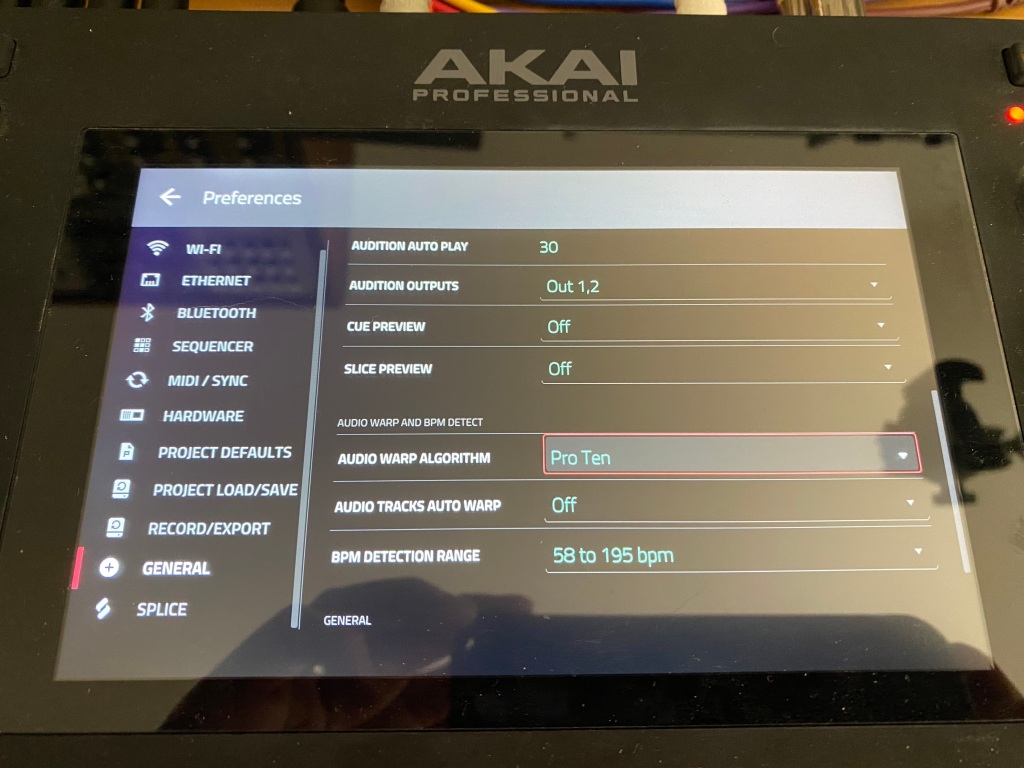 AKAI
PROFESSIONAL
Preferences
WI-FI
ETHERNET
BLUETOOTH
SEQUENCER
MIDI / SYNC
HARDWARE
PROJECT DEFAULTS
PROJECT LOAD/SAVE
RECORD/EXPORT
GENERAL
SPLICE
AUDITION AUTO PLAY 30
AUDITION OUTPUTS Out 1,2
CUE PREVIEW Off
SLICE PREVIEW Off
AUDIO WARP AND BPM DETECT
AUDIO WARP ALGORITHM Pro Ten
AUDIO TRACKS AUTO WARP Off
BPM DETECTION RANGE 58 to 195 bpm
GENERAL